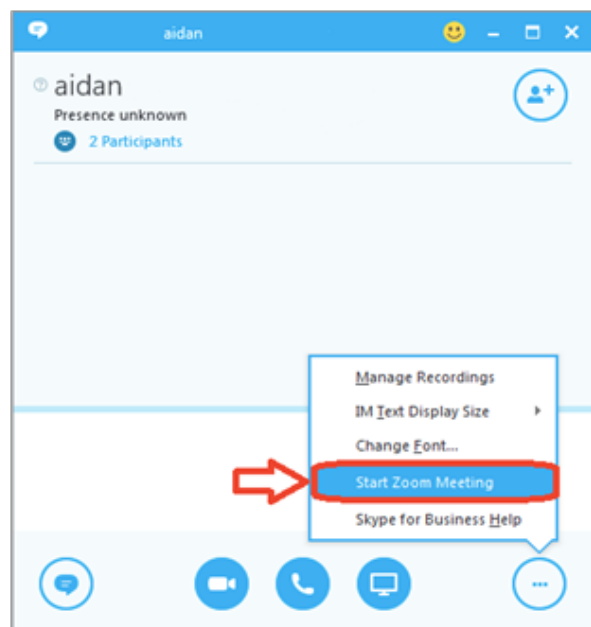 aidan
aidan
Presence unknown
2 Participants
Manage Recordings
IM Text Display Size
Change Font...
Start Zoom Meeting
Skype for Business Help